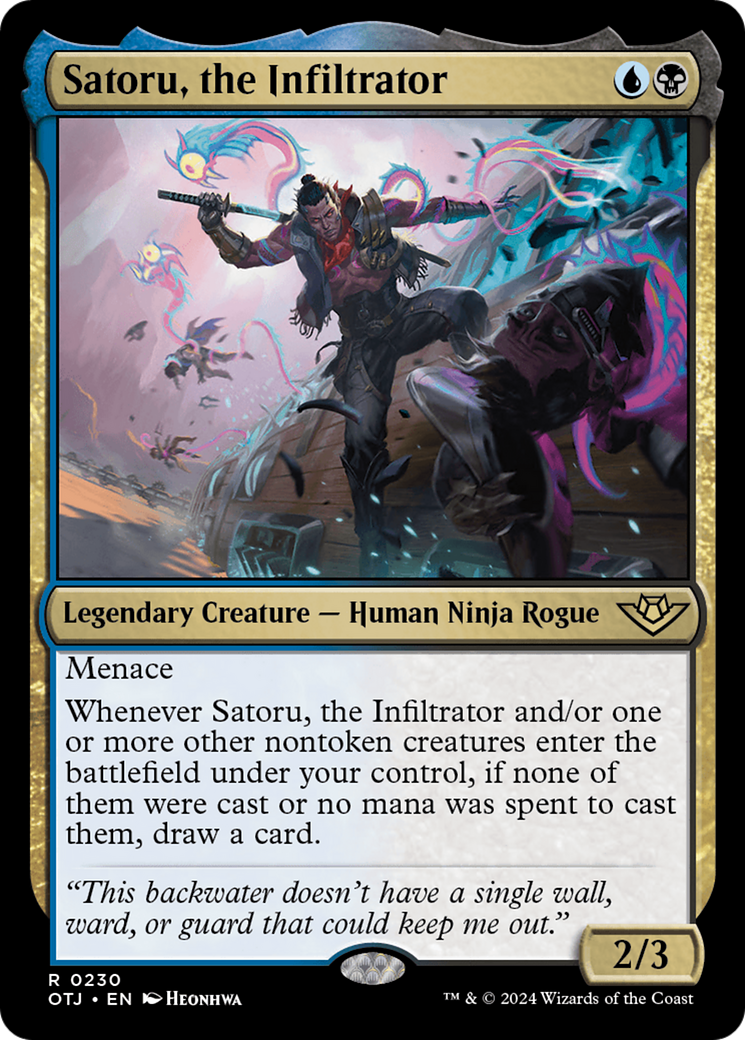 Satoru, the Infiltrator
Legendary Creature — Human Ninja Rogue
Menace
Whenever Satoru, the Infiltrator and/or one
or more other nontoken creatures enter the
battlefield under your control, if none of
them were cast or no mana was spent to cast
them, draw a card.
“This backwater doesn’t have a single wall,
ward, or guard that could keep me out.”
2/3
R 0230
OTJ • EN Heonhwa
™ & © 2024 Wizards of the Coast